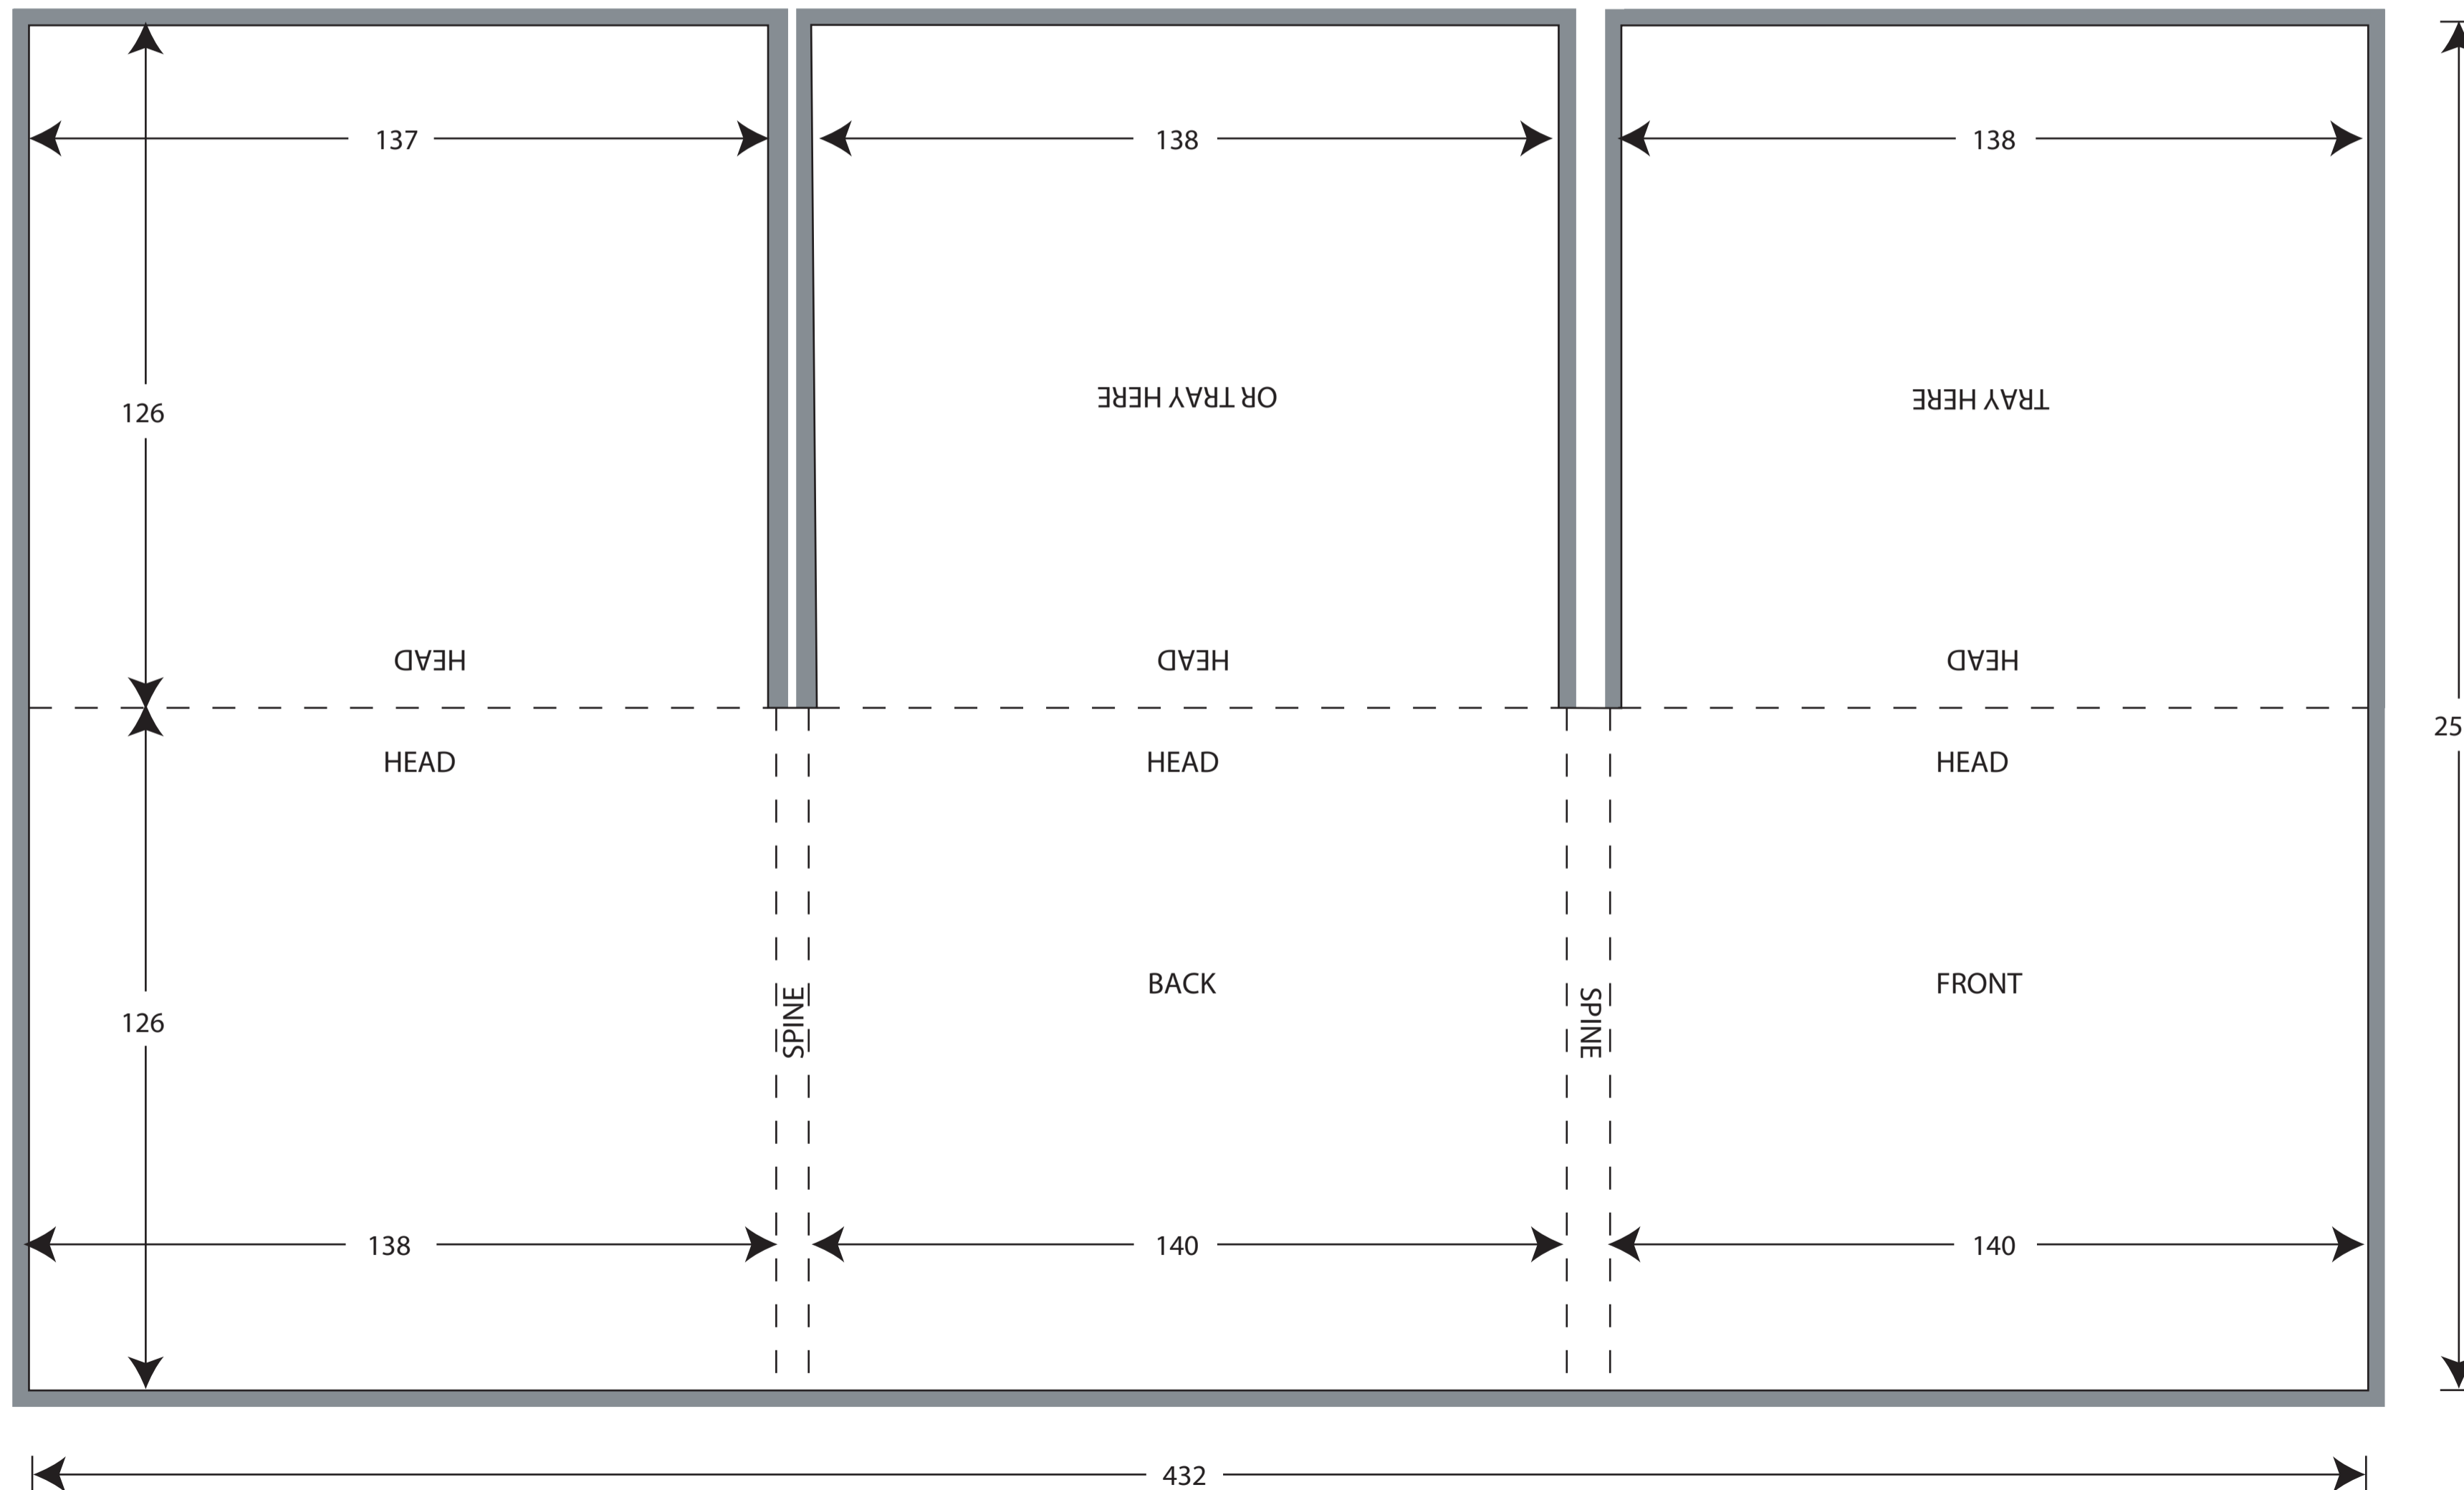 137
138
138
OR TRAY HERE
TRAY HERE
126
HEAD
HEAD
HEAD
25
HEAD
HEAD
HEAD
BACK
FRONT
SPINE
SPINE
126
138
140
140
432